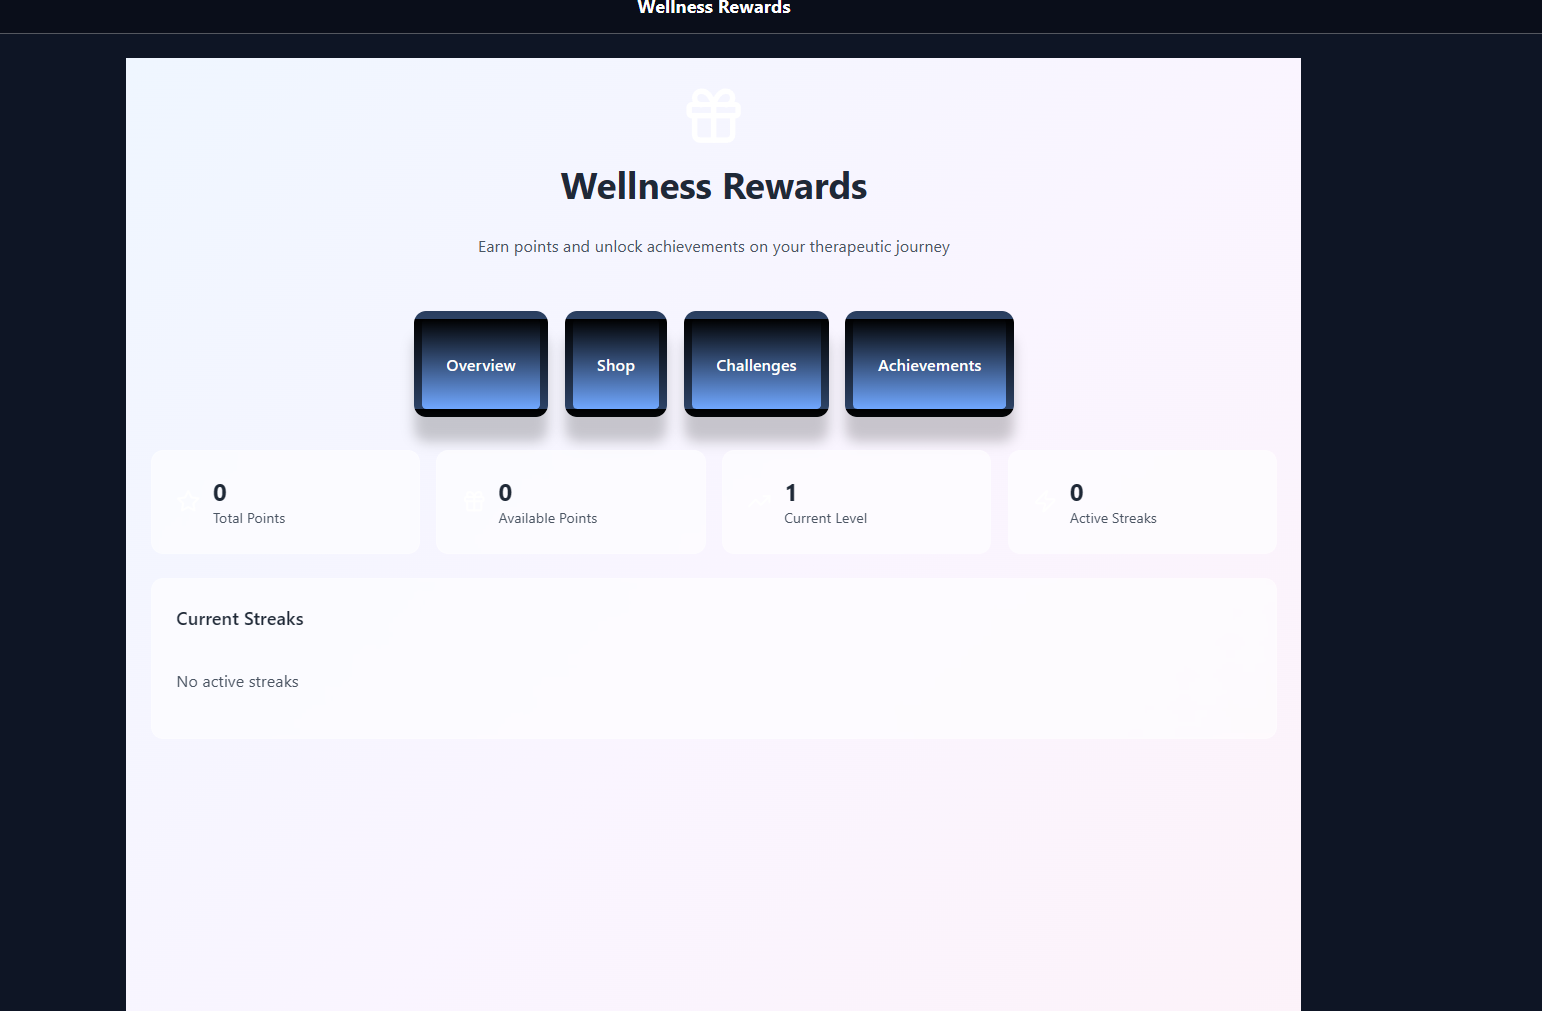 Wellness Rewards
Wellness Rewards
Earn points and unlock achievements on your therapeutic journey
Overview
Shop
Challenges
Achievements
0
Total Points
0
Available Points
1
Current Level
0
Active Streaks
Current Streaks
No active streaks